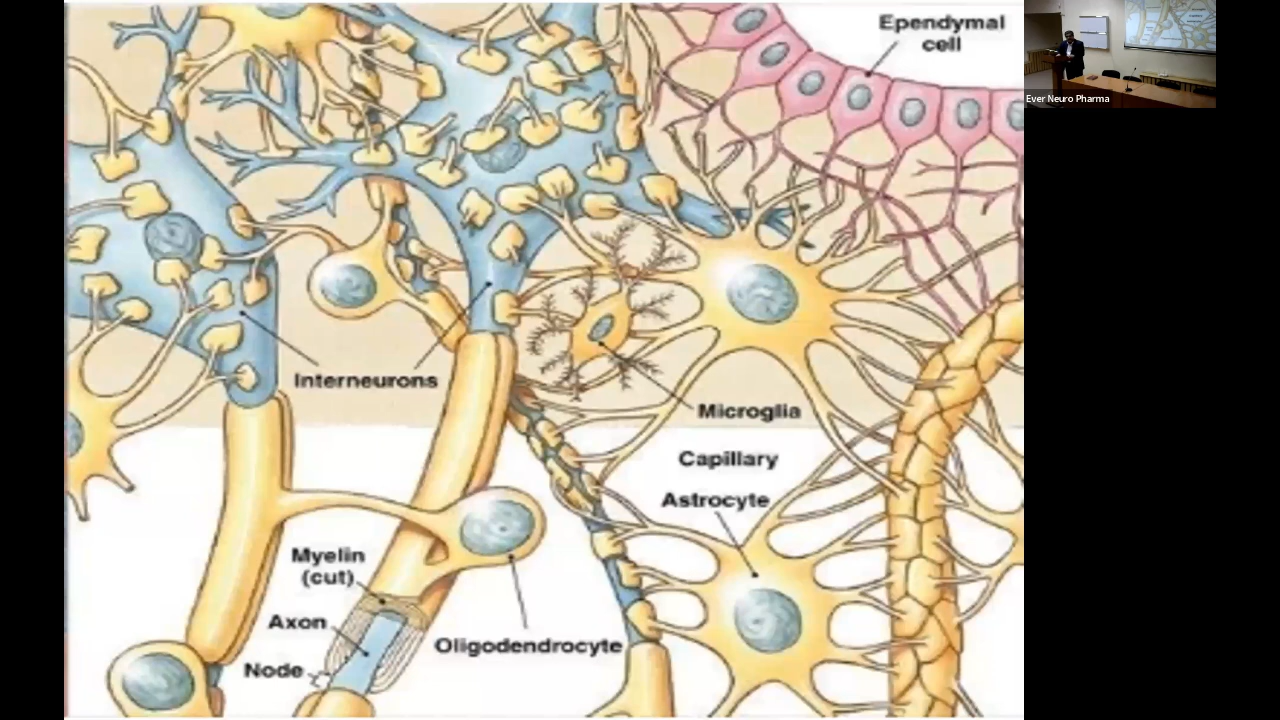 Ependymal
cell
Ever Neuro Pharma
Interneurons
Microglia
Capillary
Astrocyte
Myelin
(cut)
Axon
Oligodendrocyte
Node